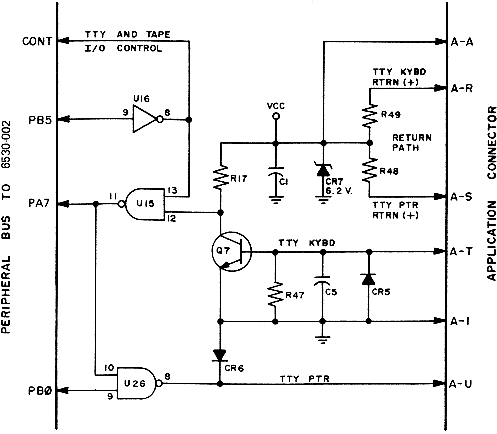 CONT
TTY AND TAPE
I/O CONTROL
A-A
U16
TTY KYBD
RTRN (+)
A-R
PB5
9
8
VCC
R49
RETURN
PATH
R17
C1
CR7
6.2 V.
R48
PA7
11
U15
13
12
TTY PTR
RTRN (+)
A-S
Q7
TTY KYBD
A-T
R47
C5
CR5
A-I
CR6
10
U26
8
9
PBØ
TTY PTR
A-U
PERIPHERAL BUS TO 6530-002
APPLICATION CONNECTOR